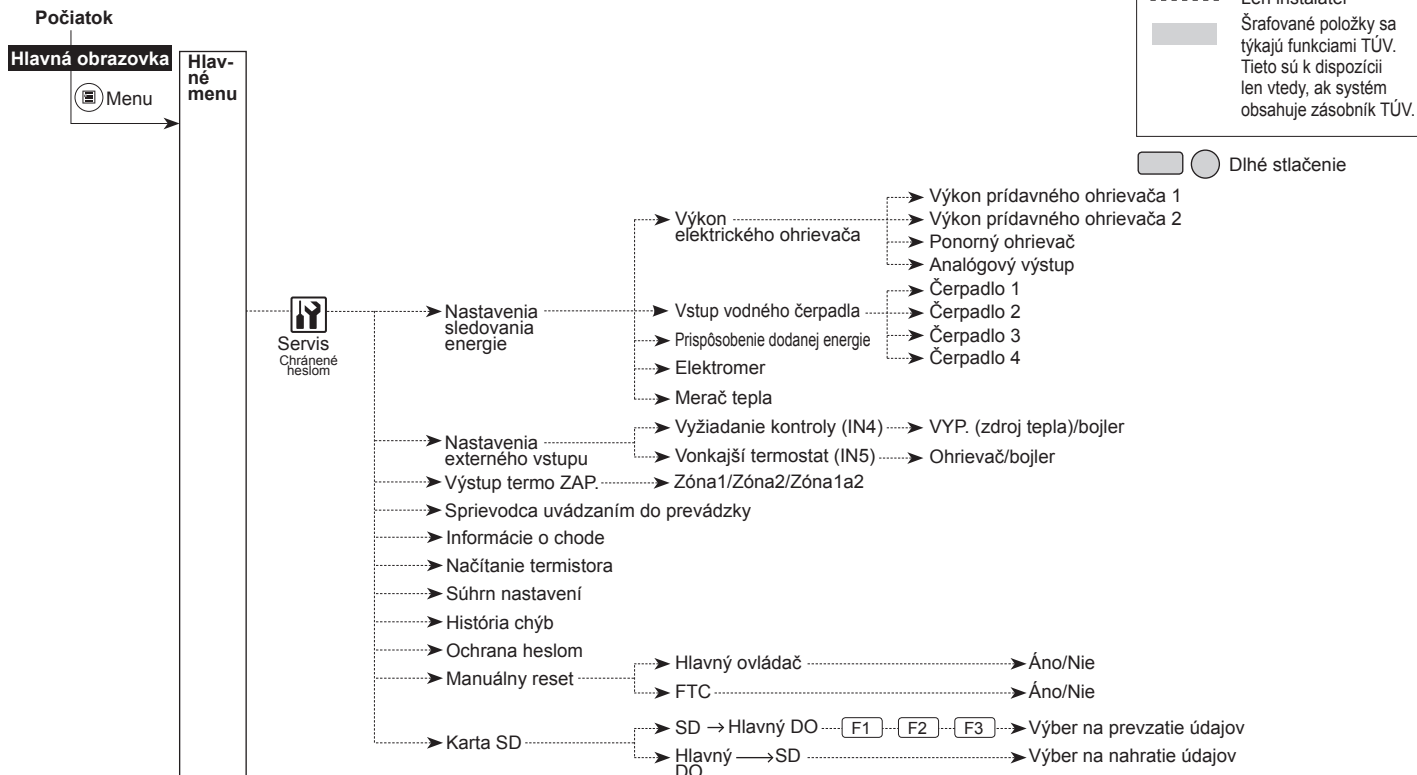 Počiatok
Hlavná obrazovka
Menu
Hlav-
né
menu
Len inštalatér
Šrafované položky sa
týkajú funkciami TÚV.
Tieto sú k dispozícii
len vtedy, ak systém
obsahuje zásobník TÚV.
Dlhé stlačenie
Servis
Chránené
heslom
Nastavenia
sledovania
energie
Výkon
elektrického ohrievača
Výkon prídavného ohrievača 1
Výkon prídavného ohrievača 2
Ponorný ohrievač
Analógový výstup
Vstup vodného čerpadla
Čerpadlo 1
Čerpadlo 2
Čerpadlo 3
Čerpadlo 4
Prispôsobenie dodanej energie
Elektromer
Merač tepla
Nastavenia
externého vstupu
Vyžiadanie kontroly (IN4)
VYP. (zdroj tepla)/bojler
Vonkajší termostat (IN5)
Ohrievač/bojler
Výstup termo ZAP.
Zóna1/Zóna2/Zóna1a2
Sprievodca uvádzaním do prevádzky
Informácie o chode
Načítanie termistora
Súhrn nastavení
História chýb
Ochrana heslom
Manuálny reset
Hlavný ovládač
Áno/Nie
FTC
Áno/Nie
Karta SD
SD → Hlavný DO F1 F2 F3 Výber na prevzatie údajov
Hlavný → SD Výber na nahratie údajov
DO